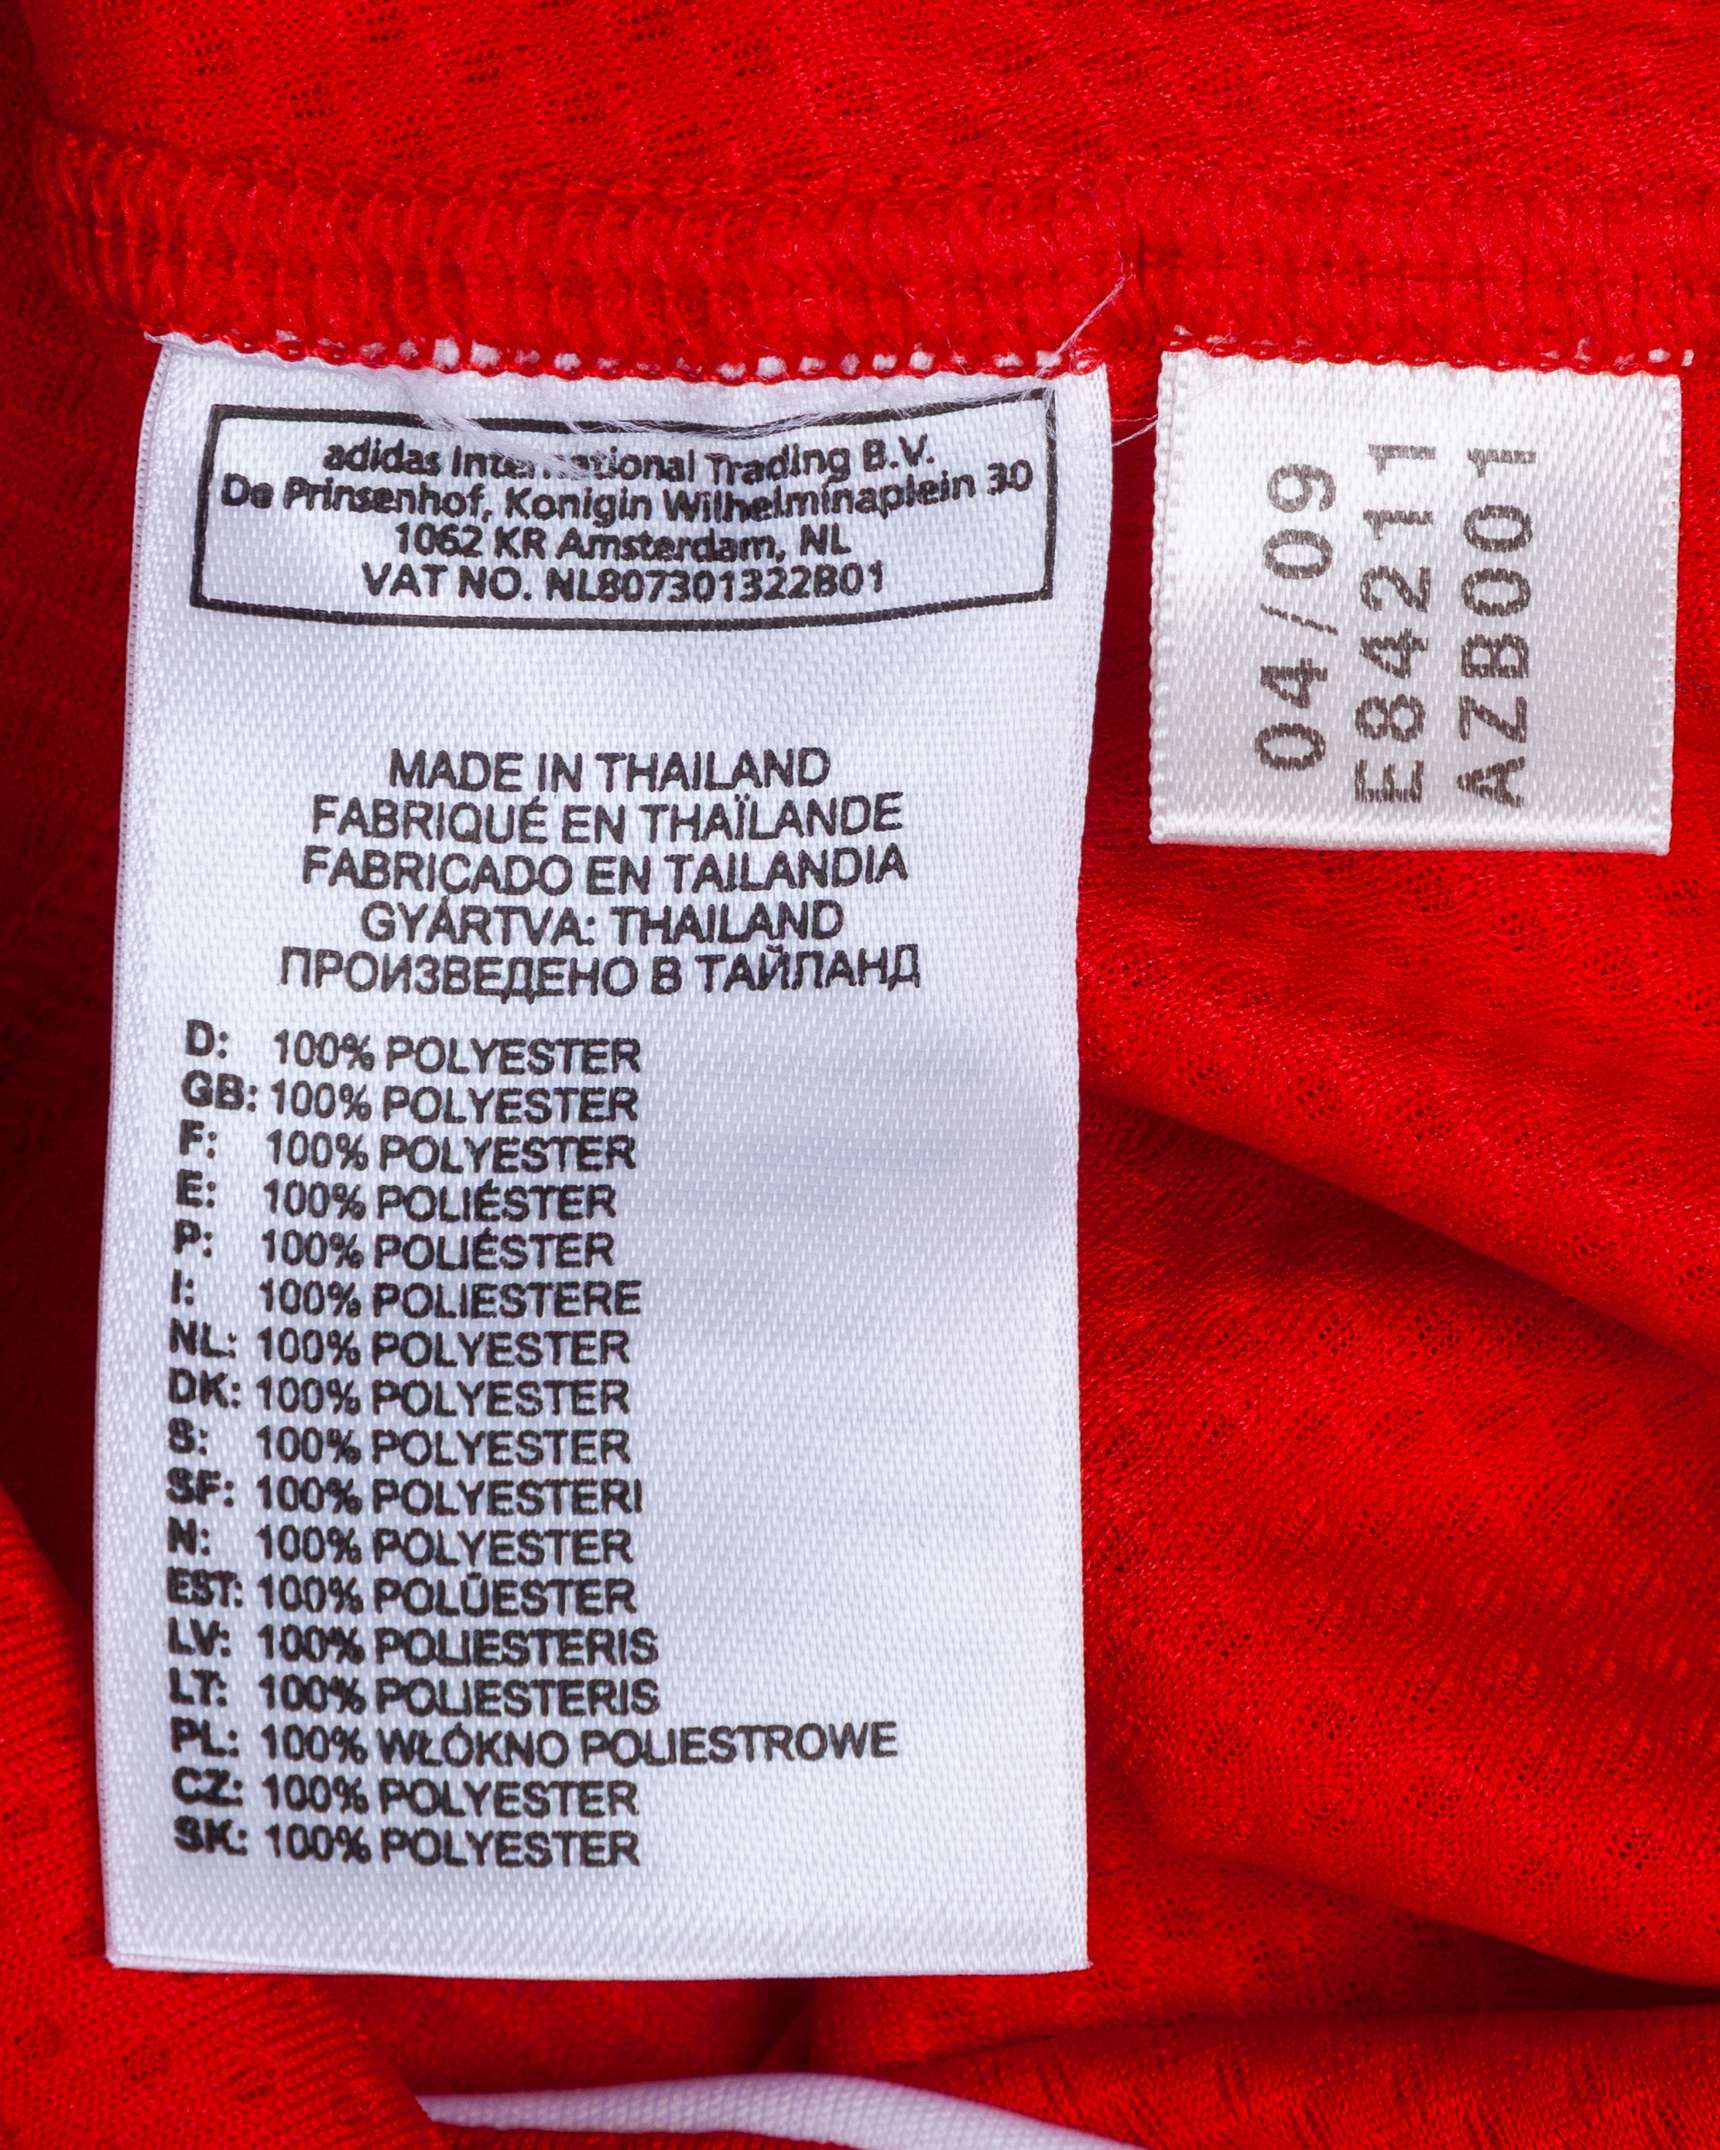 adidas International Trading B.V.
De Prinsenhof, Konigin Wilhelminaplein 30
1062 KR Amsterdam, NL
VAT NO. NL807301322B01
MADE IN THAILAND
FABRIQUÉ EN THAÏLANDE
FABRICADO EN TAILANDIA
GYÁRTVA: THAILAND
ПРОИЗВЕДЕНО В ТАЙЛАНД
D: 100% POLYESTER
GB: 100% POLYESTER
F: 100% POLYESTER
E: 100% POLIÉSTER
P: 100% POLIÉSTER
I: 100% POLIESTERE
NL: 100% POLYESTER
DK: 100% POLYESTER
S: 100% POLYESTER
SF: 100% POLYESTERI
N: 100% POLYESTER
EST: 100% POLÜESTER
LV: 100% POLIESTERIS
LT: 100% POLIESTERIS
PL: 100% WŁÓKNO POLIESTROWE
CZ: 100% POLYESTER
SK: 100% POLYESTER
04/09
E84211
AZB001